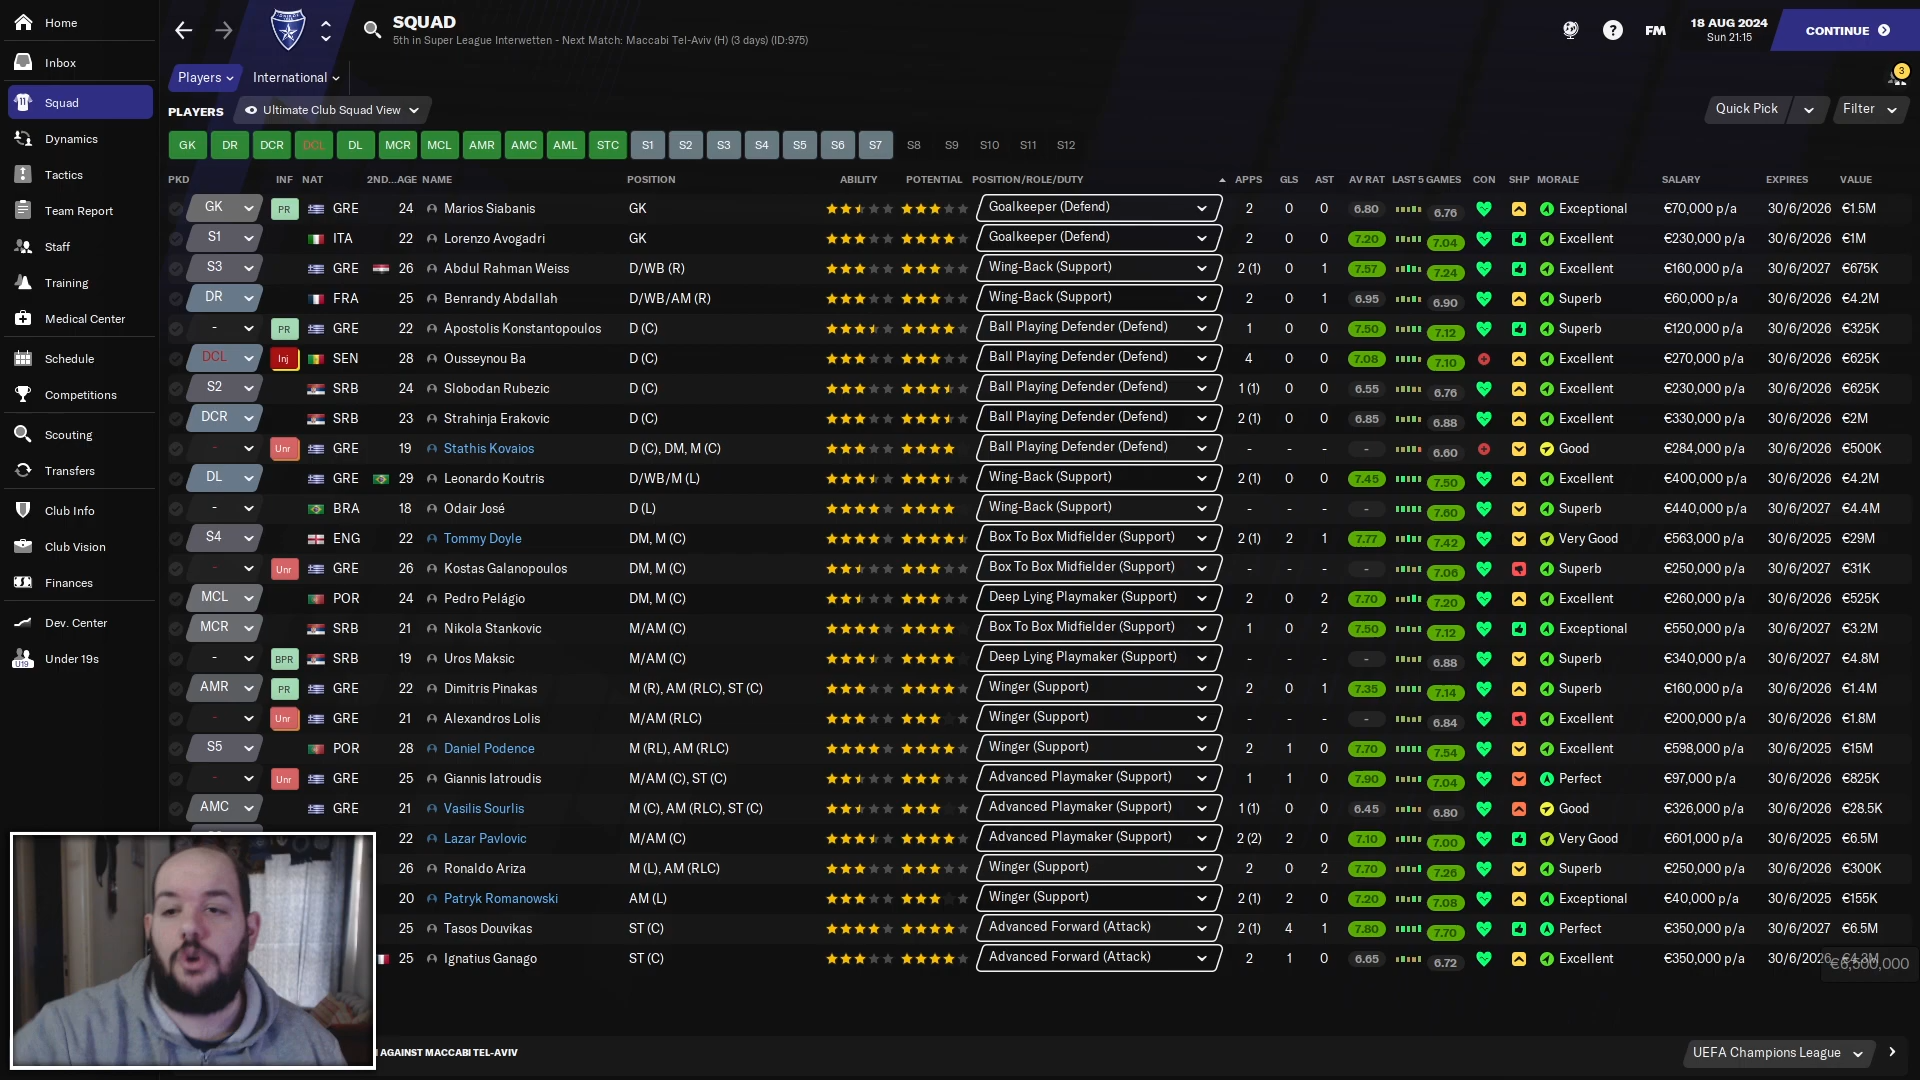 Home
Inbox
Squad
Dynamics
Tactics
Team Report
Staff
Training
Medical Center
Schedule
Competitions
Scouting
Transfers
Club Info
Club Vision
Finances
Dev. Center
Under 19s
SQUAD
5th in Super League Interwetten - Next Match: Maccabi Tel-Aviv (H) (3 days) (ID:975)
FM
18 AUG 2024
Sun 21:15
CONTINUE
3
Players
International
PLAYERS Ultimate Club Squad View
Quick Pick Filter
GK DR DCR DCL DL MCR MCL AMR AMC AML STC S1 S2 S3 S4 S5 S6 S7 S8 S9 S10 S11 S12
PKD INF NAT 2ND... AGE NAME POSITION ABILITY POTENTIAL POSITION/ROLE/DUTY APPS GLS AST AV RAT LAST 5 GAMES CON SHP MORALE SALARY EXPIRES VALUE
GK PR GRE 24 Marios Siabanis GK Goalkeeper (Defend) 2 0 0 6.80 6.76 Exceptional €70,000 p/a 30/6/2026 €1.5M
S1 ITA 22 Lorenzo Avogadri GK Goalkeeper (Defend) 2 0 0 7.20 7.04 Excellent €230,000 p/a 30/6/2026 €1M
S3 GRE 26 Abdul Rahman Weiss D/WB (R) Wing-Back (Support) 2 (1) 0 1 7.57 7.24 Excellent €160,000 p/a 30/6/2027 €675K
DR FRA 25 Benrandy Abdallah D/WB/AM (R) Wing-Back (Support) 2 0 1 6.95 6.90 Superb €60,000 p/a 30/6/2026 €4.2M
- PR GRE 22 Apostolis Konstantopoulos D (C) Ball Playing Defender (Defend) 1 0 0 7.50 7.12 Superb €120,000 p/a 30/6/2026 €325K
DCL Inj SEN 28 Ousseynou Ba D (C) Ball Playing Defender (Defend) 4 0 0 7.08 7.10 Excellent €270,000 p/a 30/6/2026 €625K
S2 SRB 24 Slobodan Rubezic D (C) Ball Playing Defender (Defend) 1 (1) 0 0 6.55 6.76 Excellent €230,000 p/a 30/6/2026 €625K
DCR SRB 23 Strahinja Erakovic D (C) Ball Playing Defender (Defend) 2 (1) 0 0 6.85 6.88 Excellent €330,000 p/a 30/6/2026 €2M
- Unr GRE 19 Stathis Kovaios D (C), DM, M (C) Ball Playing Defender (Defend) - - - - 6.60 Good €284,000 p/a 30/6/2026 €500K
DL GRE 29 Leonardo Koutris D/WB/M (L) Wing-Back (Support) 2 (1) 0 0 7.45 7.50 Excellent €400,000 p/a 30/6/2026 €4.2M
- BRA 18 Odair José D (L) Wing-Back (Support) - - - - 7.60 Superb €440,000 p/a 30/6/2027 €4.4M
S4 ENG 22 Tommy Doyle DM, M (C) Box To Box Midfielder (Support) 2 (1) 2 1 7.77 7.42 Very Good €563,000 p/a 30/6/2025 €29M
- Unr GRE 26 Kostas Galanopoulos DM, M (C) Box To Box Midfielder (Support) - - - - 7.06 Superb €250,000 p/a 30/6/2027 €31K
MCL POR 24 Pedro Pelágio DM, M (C) Deep Lying Playmaker (Support) 2 0 2 7.70 7.20 Excellent €260,000 p/a 30/6/2026 €525K
MCR SRB 21 Nikola Stankovic M/AM (C) Box To Box Midfielder (Support) 1 0 2 7.50 7.12 Exceptional €550,000 p/a 30/6/2027 €3.2M
- BPR SRB 19 Uros Maksic M/AM (C) Deep Lying Playmaker (Support) - - - - 6.88 Superb €340,000 p/a 30/6/2027 €4.8M
AMR PR GRE 22 Dimitris Pinakas M (R), AM (RLC), ST (C) Winger (Support) 2 0 1 7.35 7.14 Superb €160,000 p/a 30/6/2026 €1.4M
- Unr GRE 21 Alexandros Lolis M/AM (RLC) Winger (Support) - - - - 6.84 Excellent €200,000 p/a 30/6/2026 €1.8M
S5 POR 28 Daniel Podence M (RL), AM (RLC) Winger (Support) 2 1 0 7.70 7.54 Excellent €598,000 p/a 30/6/2025 €15M
- Unr GRE 25 Giannis Iatroudis M/AM (C), ST (C) Advanced Playmaker (Support) 1 1 0 7.90 7.04 Perfect €97,000 p/a 30/6/2026 €825K
AMC GRE 21 Vasilis Sourlis M (C), AM (RLC), ST (C) Advanced Playmaker (Support) 1 (1) 0 0 6.45 6.80 Good €326,000 p/a 30/6/2026 €28.5K
22 Lazar Pavlovic M/AM (C) Advanced Playmaker (Support) 2 (2) 2 0 7.10 7.00 Very Good €601,000 p/a 30/6/2025 €6.5M
26 Ronaldo Ariza M (L), AM (RLC) Winger (Support) 2 0 2 7.70 7.26 Superb €250,000 p/a 30/6/2026 €300K
20 Patryk Romanowski AM (L) Winger (Support) 2 (1) 2 0 7.20 7.08 Exceptional €40,000 p/a 30/6/2025 €155K
25 Tasos Douvikas ST (C) Advanced Forward (Attack) 2 (1) 4 1 7.80 7.70 Perfect €350,000 p/a 30/6/2027 €6.5M
25 Ignatius Ganago ST (C) Advanced Forward (Attack) 2 1 0 6.65 6.72 Excellent €350,000 p/a 30/6/2026 €4.3M
€6,500,000
AGAINST MACCABI TEL-AVIV
UEFA Champions League